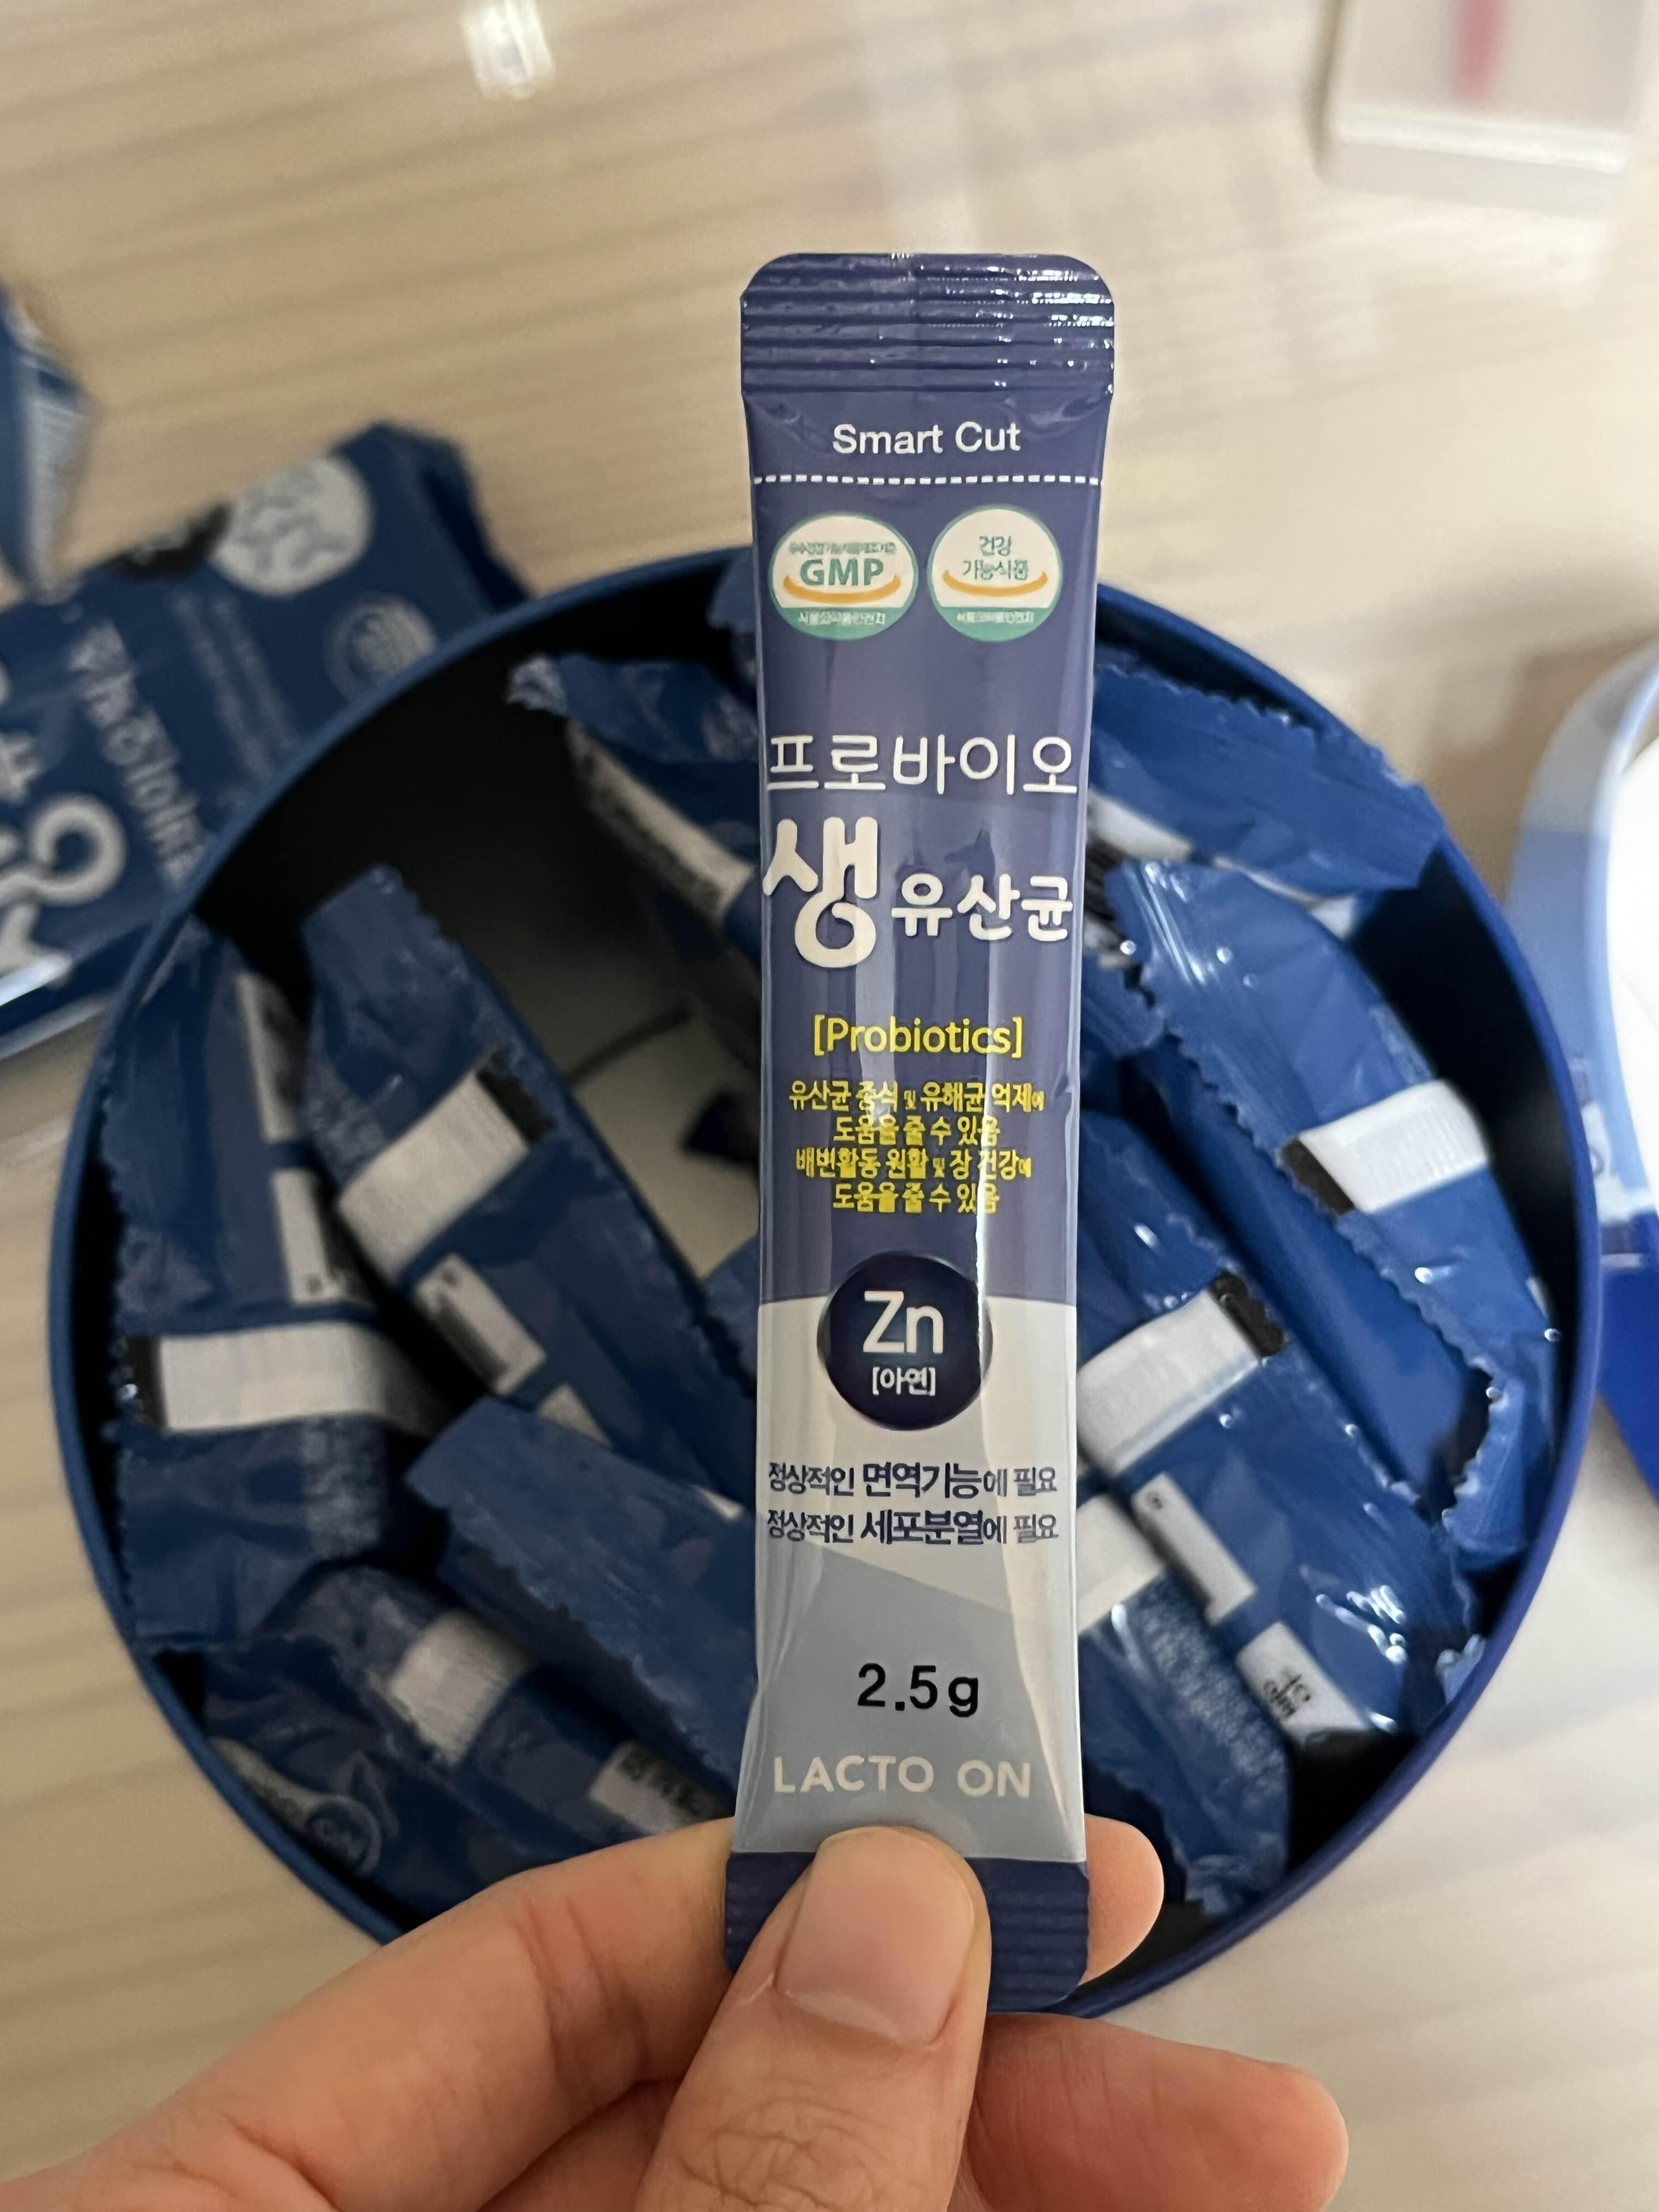 Smart Cut
GMP
건강
기능식품
프로바이오
생유산균
[Probiotics]
유산균 증식 및 유해균 억제에
도움을 줄 수 있음
배변활동 원활 및 장 건강에
도움을 줄 수 있음
Zn
[아연]
정상적인 면역기능에 필요
정상적인 세포분열에 필요
2.5g
LACTO ON